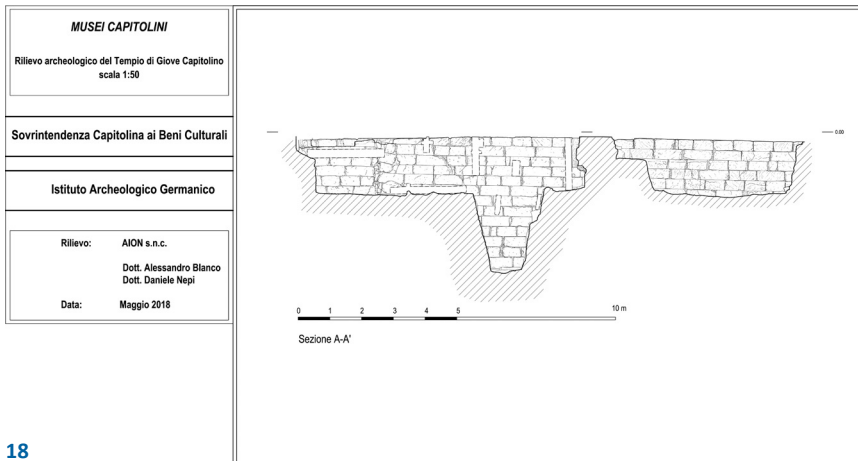 MUSEI CAPITOLINI
Rilievo archeologico del Tempio di Giove Capitolino
scala 1:50
Sovrintendenza Capitolina ai Beni Culturali
Istituto Archeologico Germanico
Rilievo: AION s.n.c.
Dott. Alessandro Blanco
Dott. Daniele Nepi
Data: Maggio 2018
0.00
0 1 2 3 4 5 10 m
Sezione A-A'
18